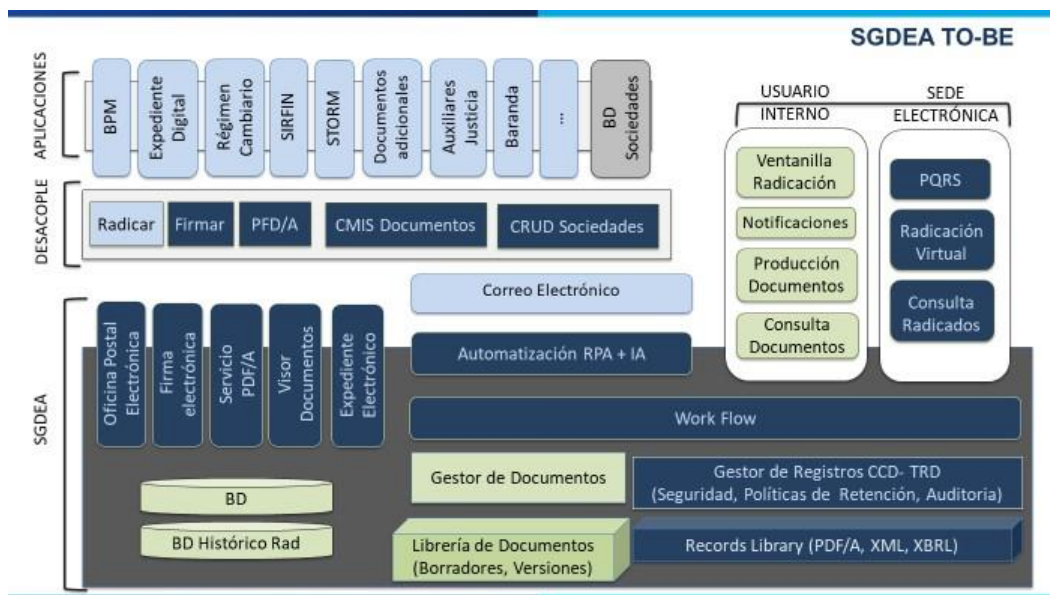 SGDEA TO-BE
APLICACIONES
BPM
Expediente
Digital
Régimen
Cambiario
SIRFIN
STORM
Documentos
adicionales
Auxiliares
Justicia
Baranda
...
BD
Sociedades
USUARIO
INTERNO
SEDE
ELECTRÓNICA
Ventanilla
Radicación
Notificaciones
Producción
Documentos
Consulta
Documentos
PQRS
Radicación
Virtual
Consulta
Radicados
DESACOPLE
Radicar
Firmar
PFD/A
CMIS Documentos
CRUD Sociedades
SGDEA
Correo Electrónico
Oficina Postal
Electrónica
Firma
electrónica
Servicio
PDF/A
Visor
Documentos
Expediente
Electrónico
Automatización RPA + IA
Work Flow
Gestor de Documentos
Gestor de Registros CCD- TRD
(Seguridad, Políticas de Retención, Auditoria)
BD
BD Histórico Rad
Librería de Documentos
(Borradores, Versiones)
Records Library (PDF/A, XML, XBRL)